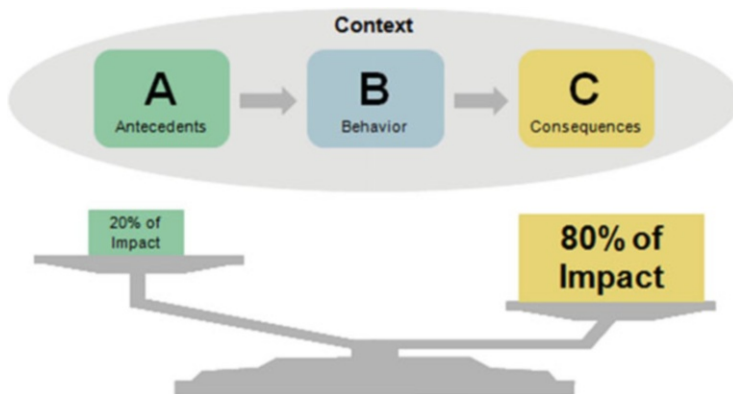 Context
A
Antecedents
B
Behavior
C
Consequences
20% of
Impact
80% of
Impact